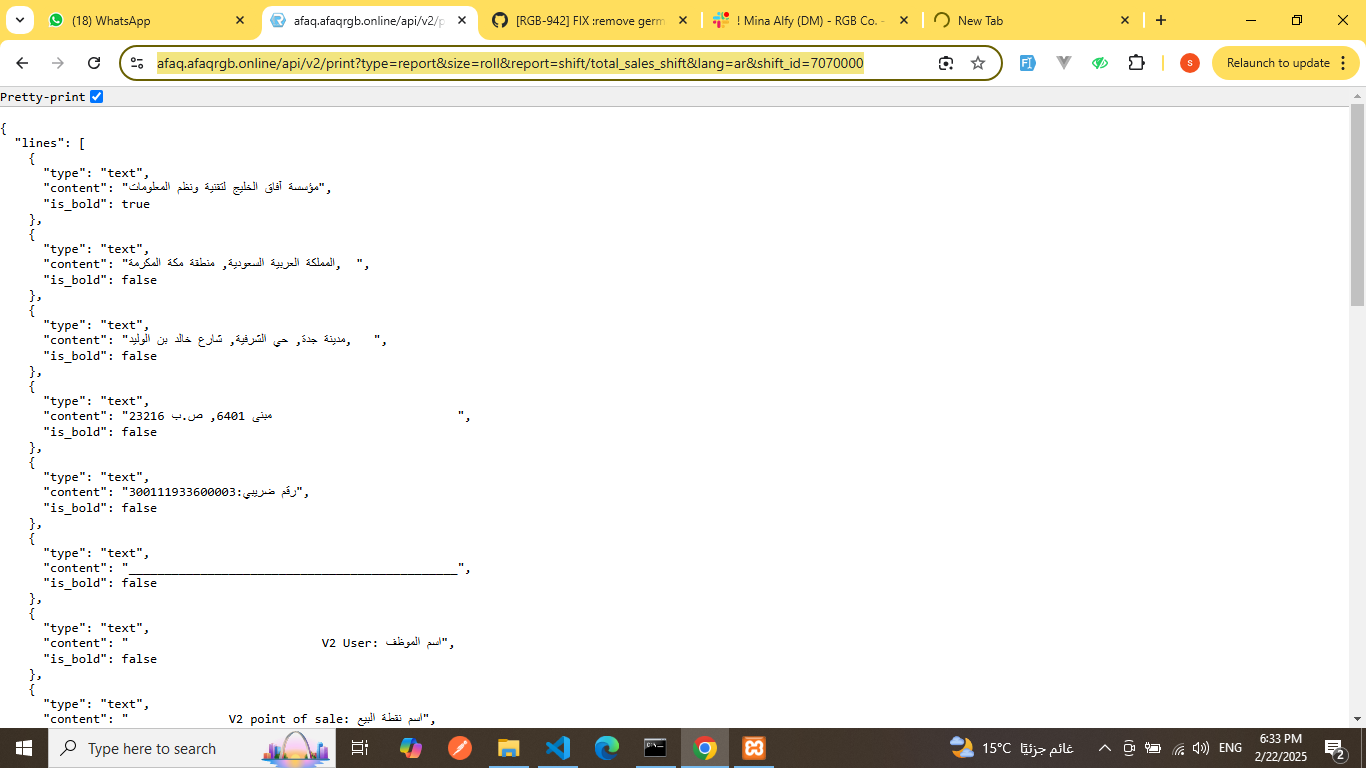 (18) WhatsApp
afaq.afaqrgb.online/api/v2/p
[RGB-942] FIX :remove germ
! Mina Alfy (DM) - RGB Co. -
New Tab
afaq.afaqrgb.online/api/v2/print?type=report&size=roll&report=shift/total_sales_shift&lang=ar&shift_id=7070000
s
Relaunch to update
Pretty-print
{
"lines": [
{
"type": "text",
"content": "مؤسسة آفاق الخليج لتقنية ونظم المعلومات",
"is_bold": true
},
{
"type": "text",
"content": "المملكة العربية السعودية, منطقة مكة المكرمة,  ",
"is_bold": false
},
{
"type": "text",
"content": "مدينة جدة, حي الشرفية, شارع خالد بن الوليد,   ",
"is_bold": false
},
{
"type": "text",
"content": "مبنى 6401, ص.ب 23216                          ",
"is_bold": false
},
{
"type": "text",
"content": "رقم ضريبي:300111933600003",
"is_bold": false
},
{
"type": "text",
"content": "______________________________________________",
"is_bold": false
},
{
"type": "text",
"content": "                           V2 User: اسم الموظف",
"is_bold": false
},
{
"type": "text",
"content": "              V2 point of sale: اسم نقطة البيع",
Type here to search
15°C غائم جزئيًا
ENG
6:33 PM
2/22/2025
2